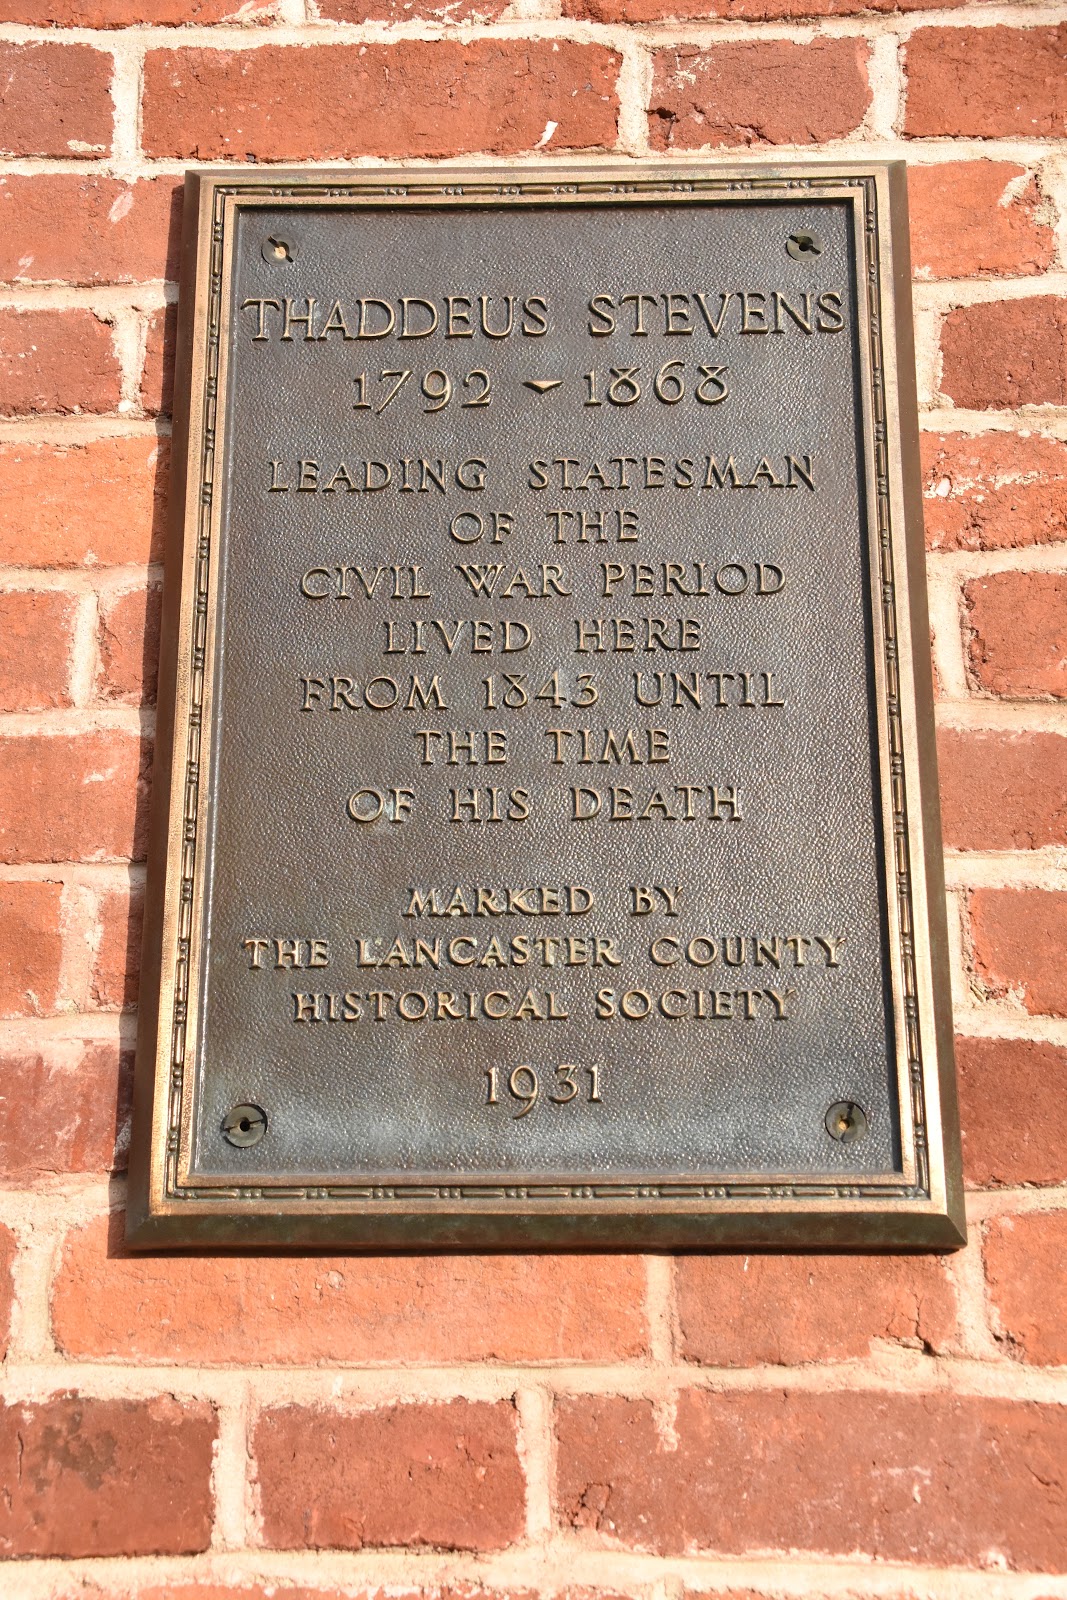 THADDEUS STEVENS
1792 - 1868
LEADING STATESMAN
OF THE
CIVIL WAR PERIOD
LIVED HERE
FROM 1843 UNTIL
THE TIME
OF HIS DEATH
MARKED BY
THE LANCASTER COUNTY
HISTORICAL SOCIETY
1931